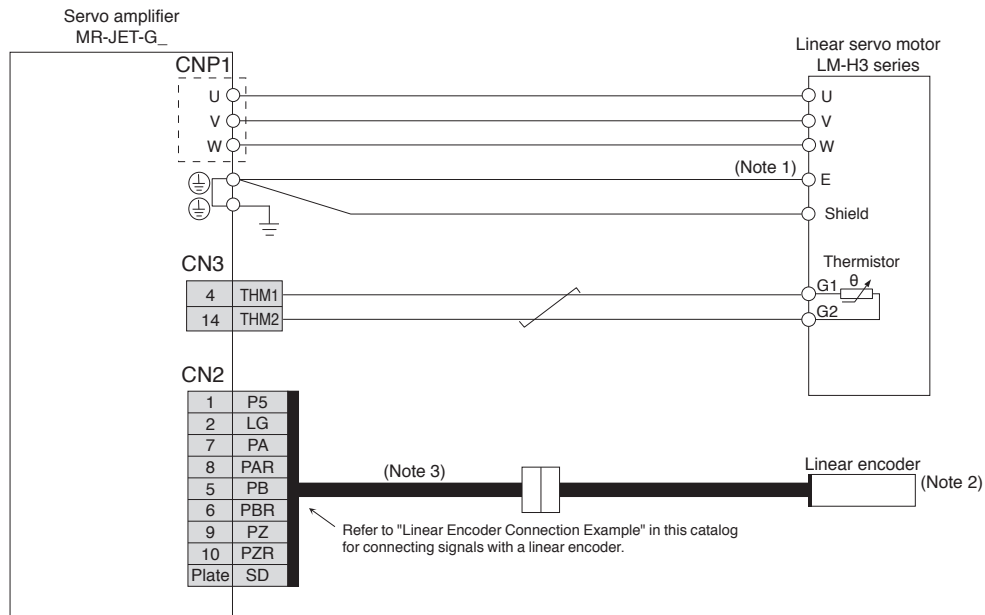 Servo amplifier
MR-JET-G_
Linear servo motor
LM-H3 series
CNP1
U
U
V
V
W
W
(Note 1)
E
Shield
CN3
Thermistor
θ
4 THM1
G1
14 THM2
G2
CN2
1 P5
2 LG
7 PA
8 PAR
5 PB
6 PBR
9 PZ
10 PZR
Plate SD
(Note 3)
Linear encoder
(Note 2)
Refer to "Linear Encoder Connection Example" in this catalog
for connecting signals with a linear encoder.